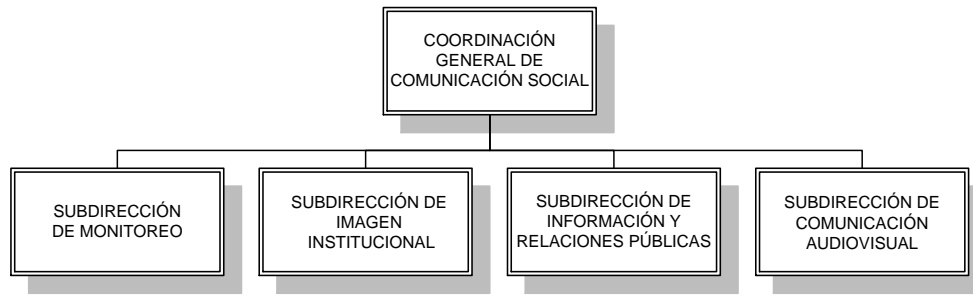 COORDINACIÓN
GENERAL DE
COMUNICACIÓN SOCIAL
SUBDIRECCIÓN
DE MONITOREO
SUBDIRECCIÓN DE
IMAGEN
INSTITUCIONAL
SUBDIRECCIÓN DE
INFORMACIÓN Y
RELACIONES PÚBLICAS
SUBDIRECCIÓN DE
COMUNICACIÓN
AUDIOVISUAL